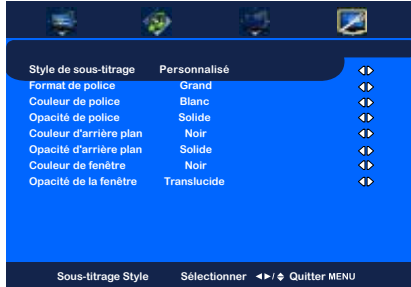 Style de sous-titrage Personnalisé
Format de police Grand
Couleur de police Blanc
Opacité de police Solide
Couleur d'arrière plan Noir
Opacité d'arrière plan Solide
Couleur de fenêtre Noir
Opacité de la fenêtre Translucide
Sous-titrage Style Sélectionner ◄►/ Quitter MENU